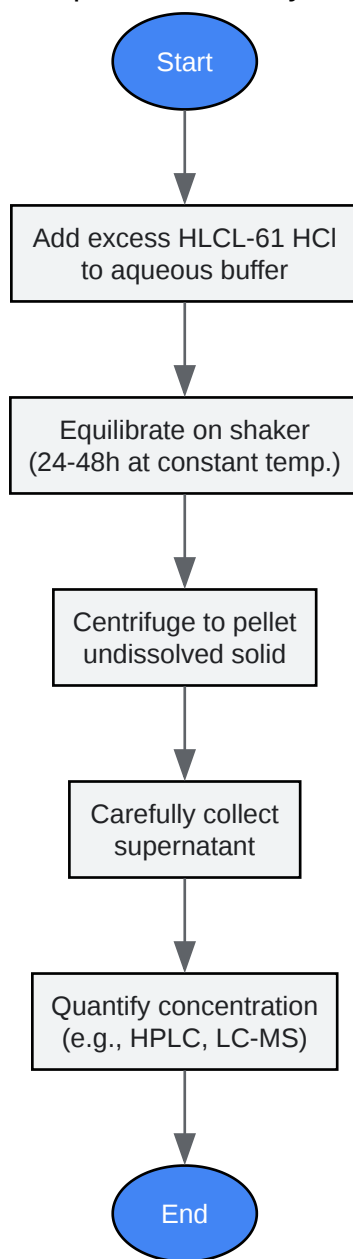 Start
Add excess HLCL-61 HCl
to aqueous buffer
Equilibrate on shaker
(24-48h at constant temp.)
Centrifuge to pellet
undissolved solid
Carefully collect
supernatant
Quantify concentration
(e.g., HPLC, LC-MS)
End